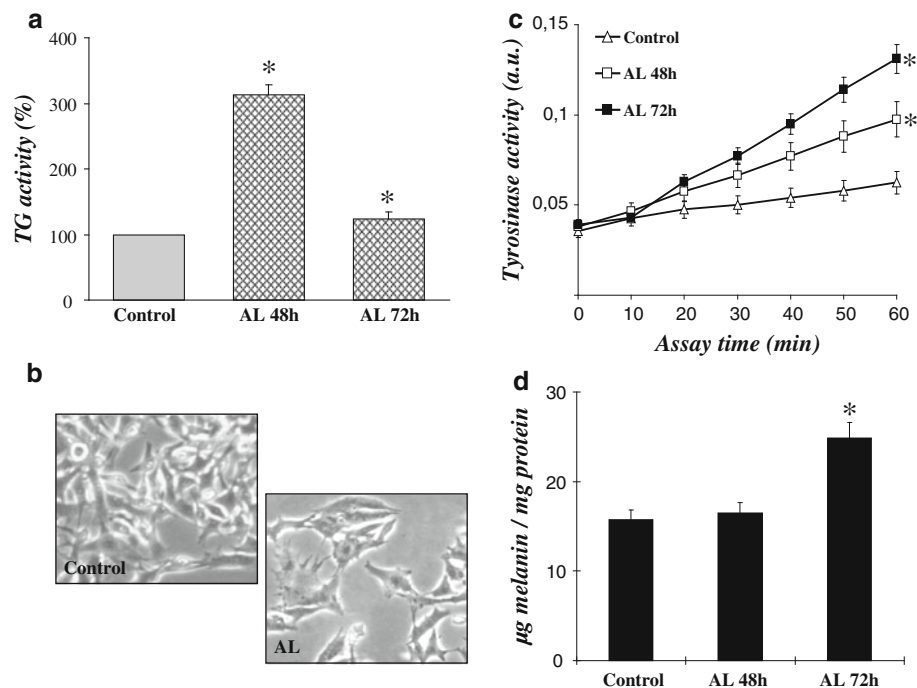 a
TG activity (%)
400
300
200
100
0
*
*
Control
AL 48h
AL 72h
b
Control
AL
c
Tyrosinase activity (a.u.)
0,15
0,1
0,05
Control
AL 48h
AL 72h
*
*
0 10 20 30 40 50 60
Assay time (min)
d
µg melanin / mg protein
30
20
10
0
*
Control
AL 48h
AL 72h